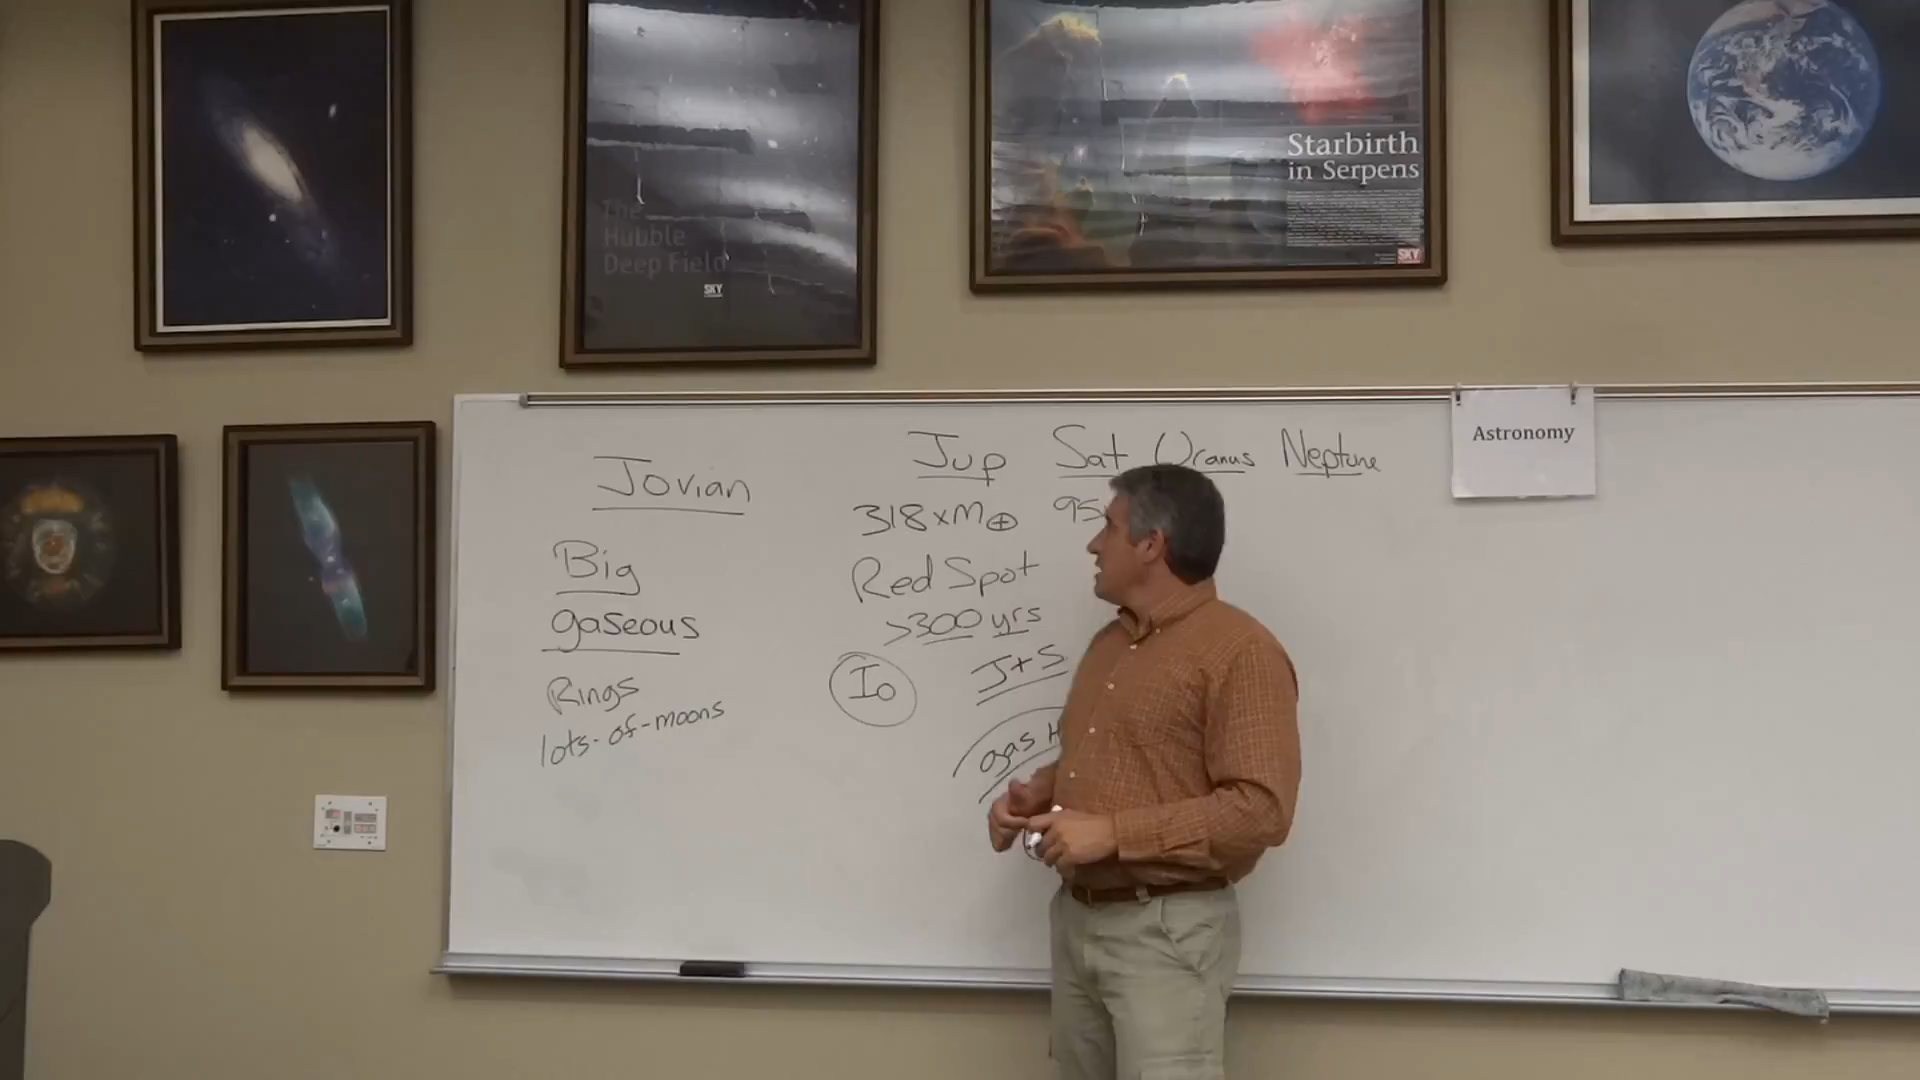 The
Hubble
Deep Field
SKY
Starbirth
in Serpens
SKY
Astronomy
Jovian
Big
gaseous
Rings
lots-of-moons
Jup Sat Uranus Neptune
318xM⊕ 95
Red Spot
>300 yrs
Io
J+S
gas